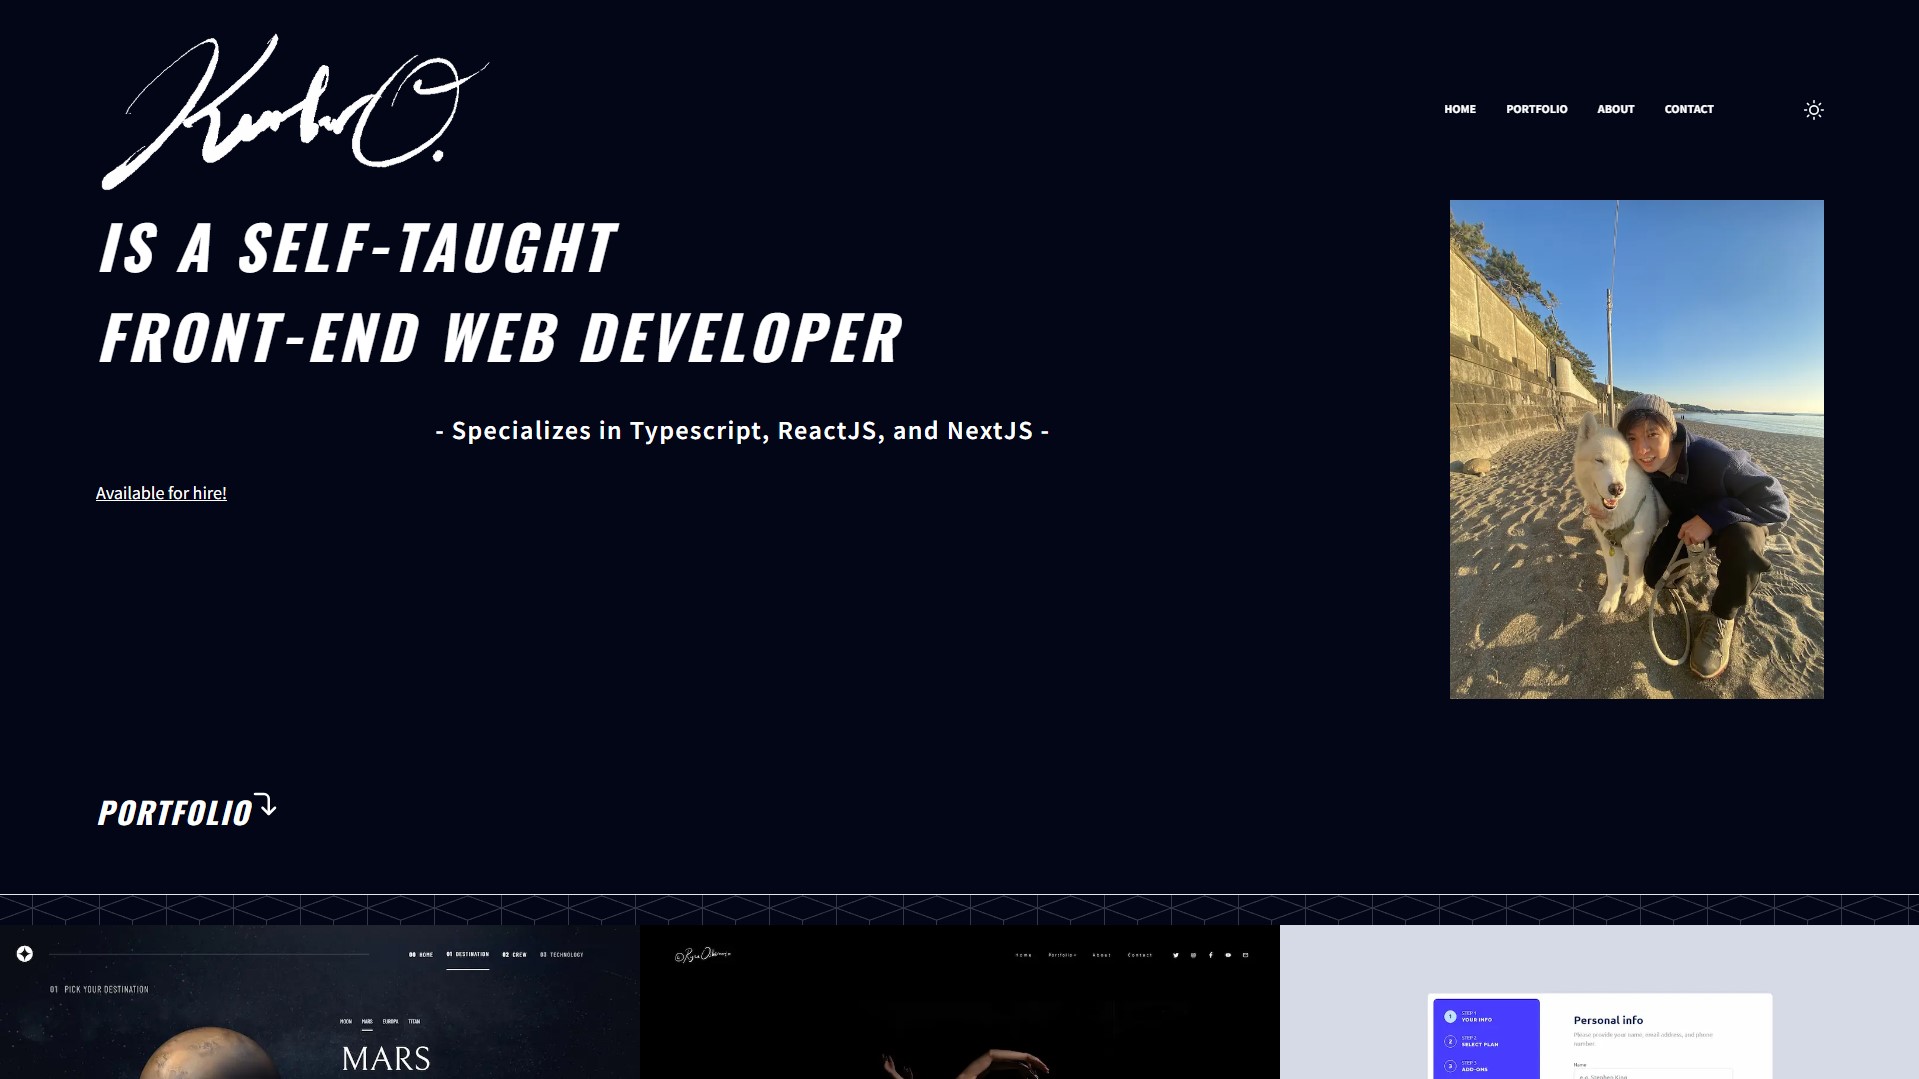 HOME PORTFOLIO ABOUT CONTACT
IS A SELF-TAUGHT
FRONT-END WEB DEVELOPER
- Specializes in Typescript, ReactJS, and NextJS -
Available for hire!
PORTFOLIO
00 HOME 01 DESTINATION 02 CREW 03 TECHNOLOGY
01 PICK YOUR DESTINATION
MOON MARS EUROPA TITAN
MARS
Home Portfolio About Contact
1 STEP 1
YOUR INFO
2 STEP 2
SELECT PLAN
3 STEP 3
ADD-ONS
Personal info
Please provide your name, email address, and phone
number.
Name
e.g. Stephen King